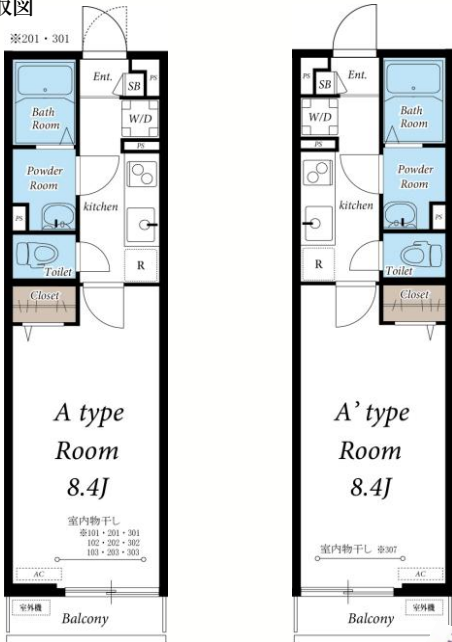 取図
※201・301
Ent.
PS
SB
W/D
PS
Bath
Room
Powder
Room
PS
kitchen
Toilet
R
Closet
A type
Room
8.4J
室内物干し
※101・201・301
102・202・302
103・203・303
AC
室外機
Balcony
PS
SB
Ent.
W/D
PS
Bath
Room
Powder
Room
PS
kitchen
Toilet
R
Closet
A’ type
Room
8.4J
室内物干し ※307
AC
室外機
Balcony